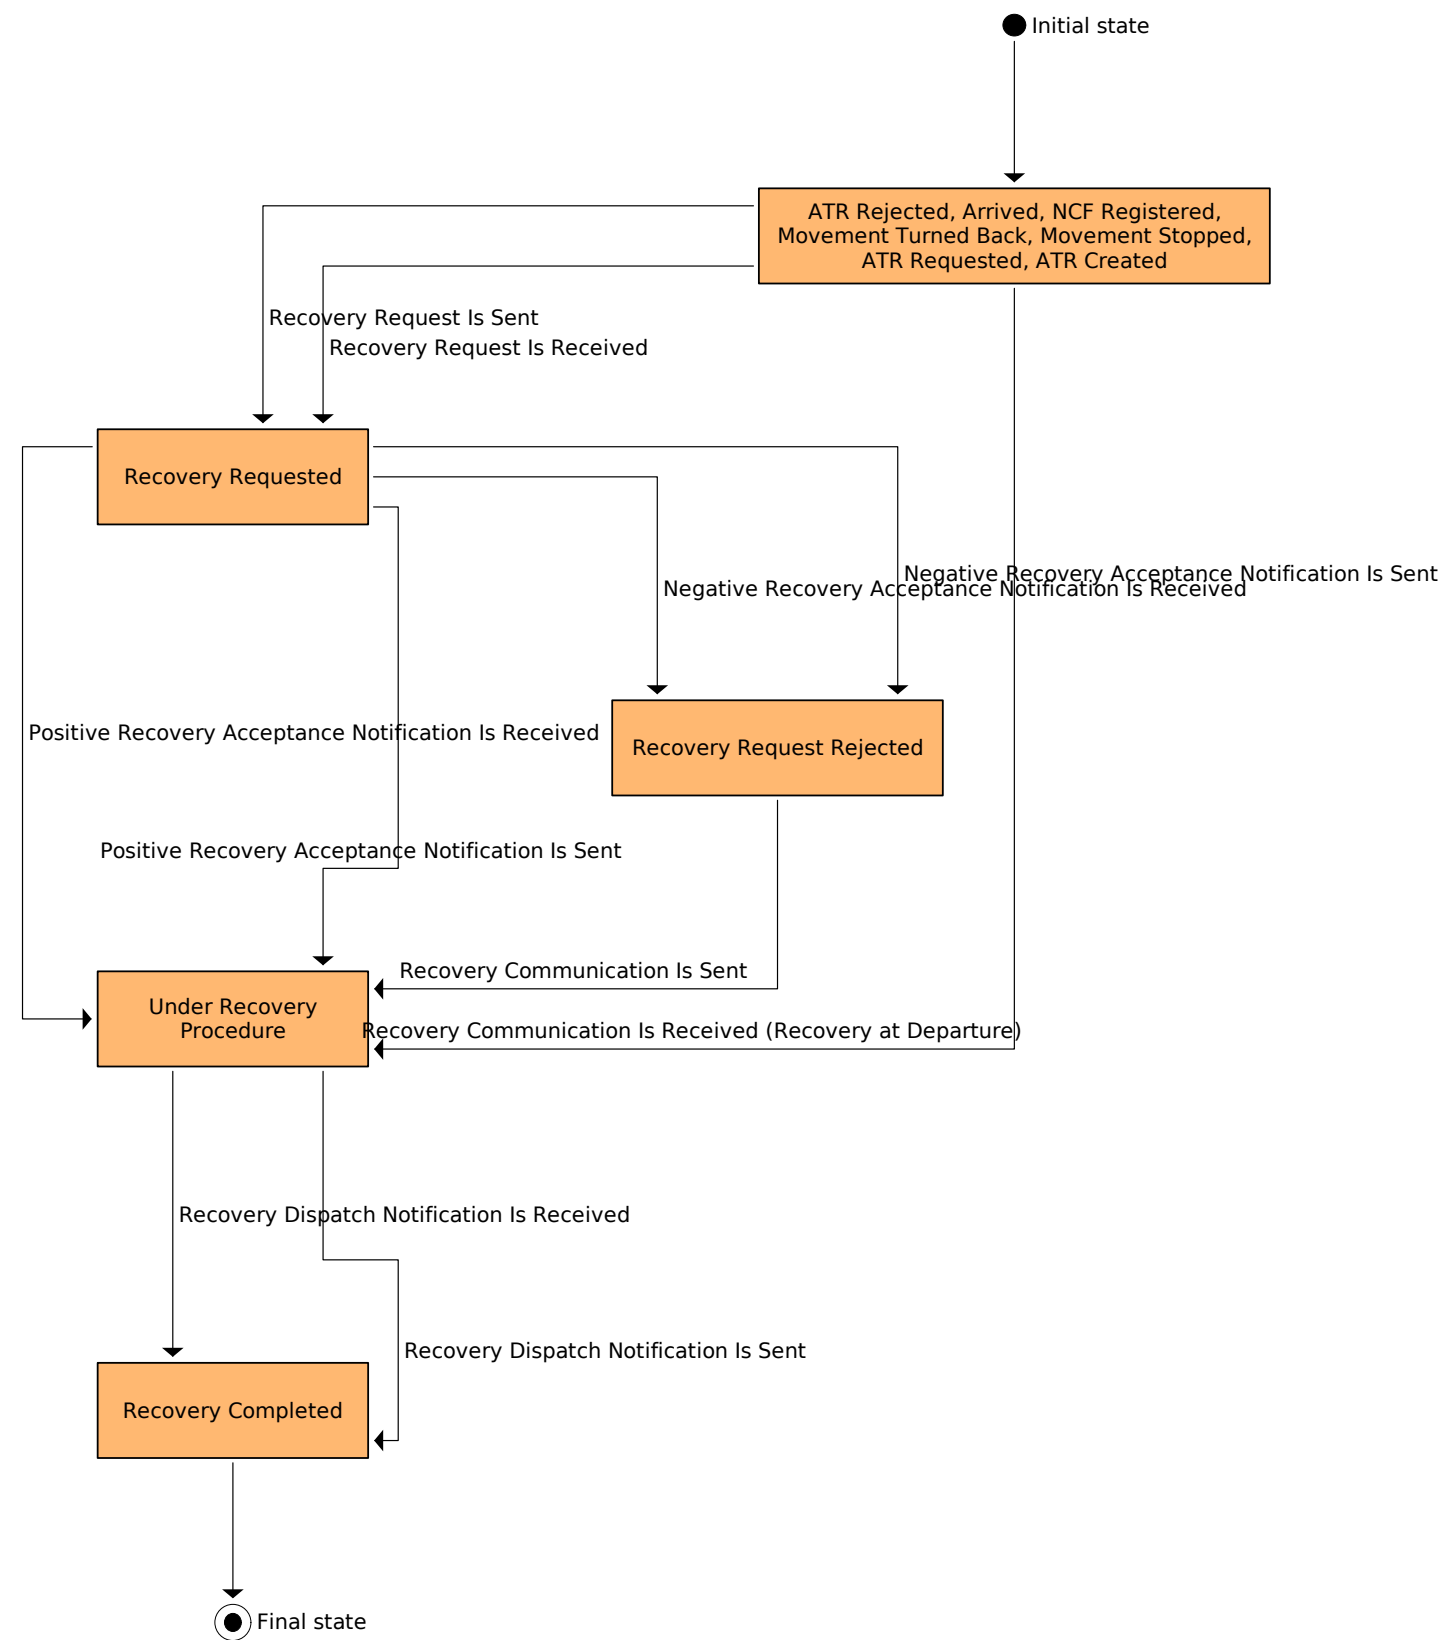 Initial state
ATR Rejected, Arrived, NCF Registered,
Movement Turned Back, Movement Stopped,
ATR Requested, ATR Created
Recovery Request Is Sent
Recovery Request Is Received
Recovery Requested
Negative Recovery Acceptance Notification Is Sent
Negative Recovery Acceptance Notification Is Received
Positive Recovery Acceptance Notification Is Received
Recovery Request Rejected
Positive Recovery Acceptance Notification Is Sent
Recovery Communication Is Sent
Under Recovery
Procedure
Recovery Communication Is Received (Recovery at Departure)
Recovery Dispatch Notification Is Received
Recovery Dispatch Notification Is Sent
Recovery Completed
Final state